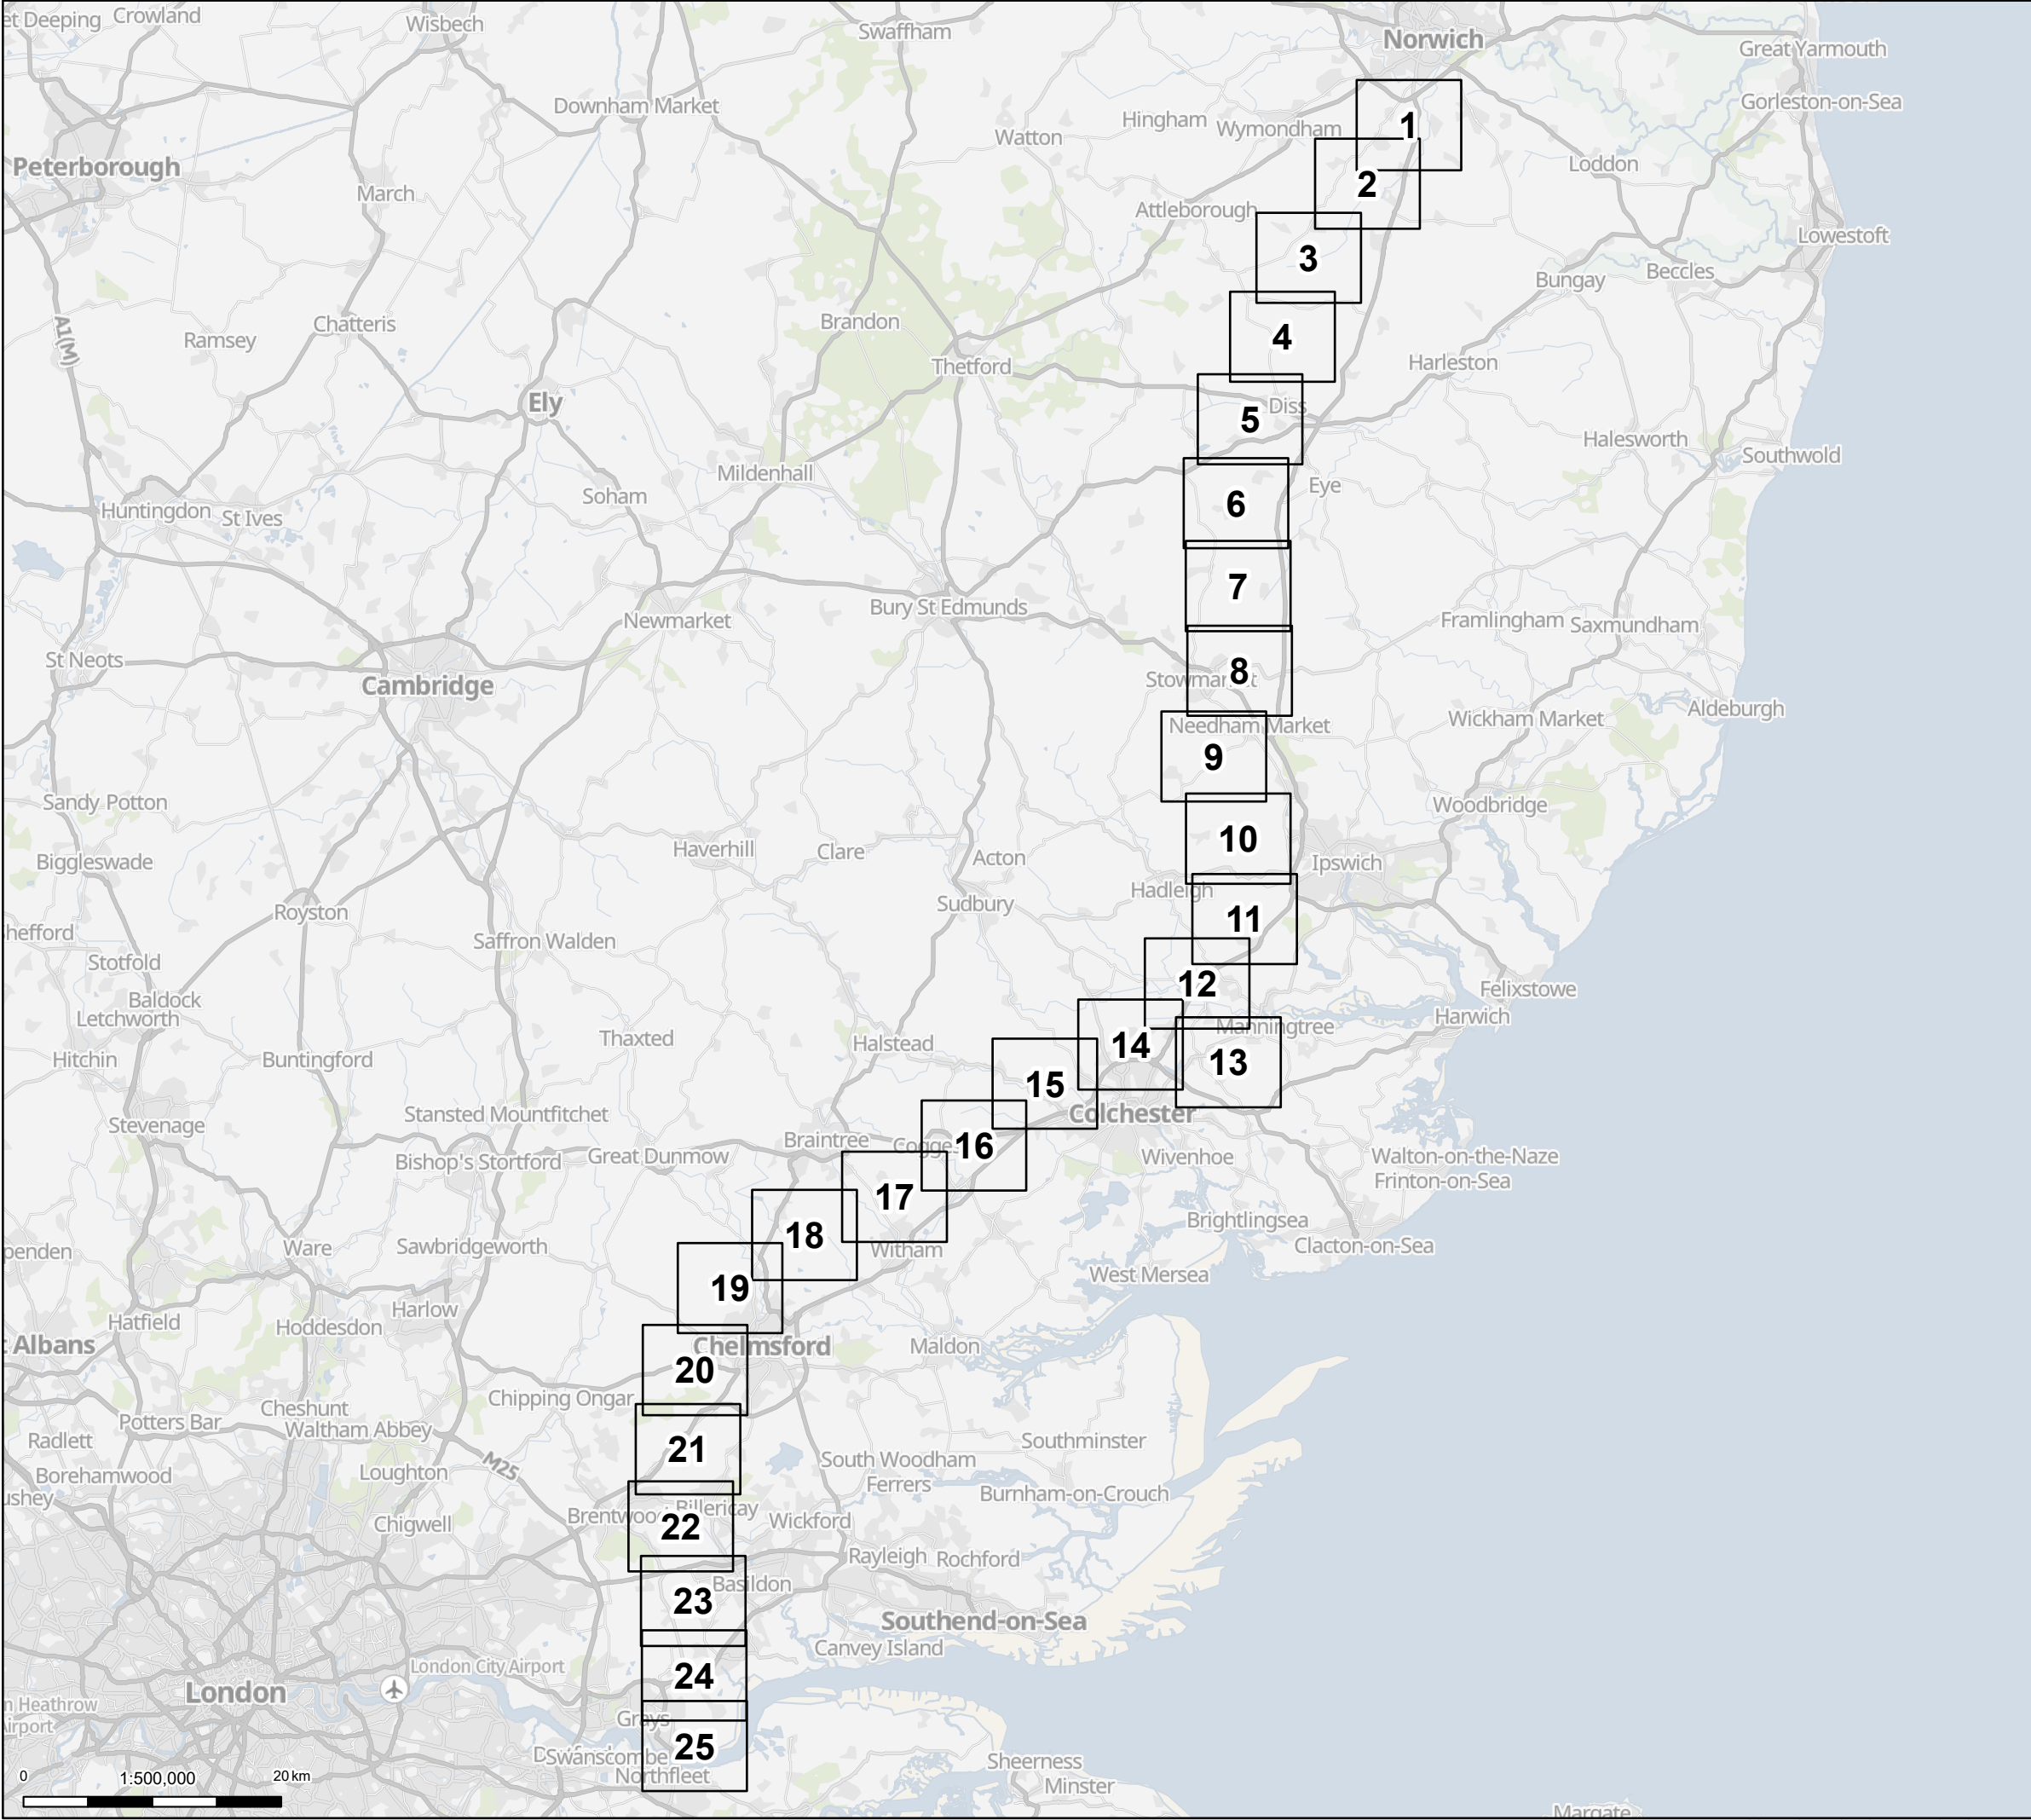 et Deeping
Crowland
Wisbech
Swaffham
Norwich
Great Yarmouth
Downham Market
Hingham
Wymondham
1
Gorleston-on-Sea
Watton
Peterborough
March
2
Loddon
Attleborough
3
Lowestoft
Bungay
Beccles
A1(M)
Ramsey
Chatteris
Brandon
4
Thetford
Harleston
Ely
5
Diss
Halesworth
Southwold
Mildenhall
Soham
6
Eye
Huntingdon
St Ives
7
Newmarket
Bury St Edmunds
Framlingham
Saxmundham
St Neots
Cambridge
8
Needham Market
Wickham Market
Aldeburgh
9
Sandy Potton
Woodbridge
10
Biggleswade
Haverhill
Clare
Acton
Ipswich
Hadleigh
Sudbury
11
Royston
hefford
Saffron Walden
Stotfold
12
Felixstowe
Baldock
Letchworth
Harwich
Manningtree
Hitchin
Buntingford
Thaxted
Halstead
14
13
15
Stevenage
Stansted Mountfitchet
Colchester
Braintree
Cogge
16
Bishop's Stortford
Great Dunmow
Wivenhoe
Walton-on-the-Naze
Frinton-on-Sea
17
Brightlingsea
penden
Ware
Sawbridgeworth
18
Witham
Clacton-on-Sea
West Mersea
19
Harlow
Hatfield
Hoddesdon
Albans
Chelmsford
Maldon
20
Chipping Ongar
Cheshunt
Potters Bar
Waltham Abbey
Radlett
21
Southminster
Borehamwood
Loughton
M25
South Woodham
Ferrers
ushey
Burnham-on-Crouch
Chigwell
Brentwoo
22
Billericay
Wickford
Rayleigh
Rochford
Basildon
23
Southend-on-Sea
Canvey Island
London City Airport
24
London
n Heathrow
Airport
Grays
25
Swanscombe
Northfleet
Sheerness
Minster
0
1:500,000
20 km
Margate